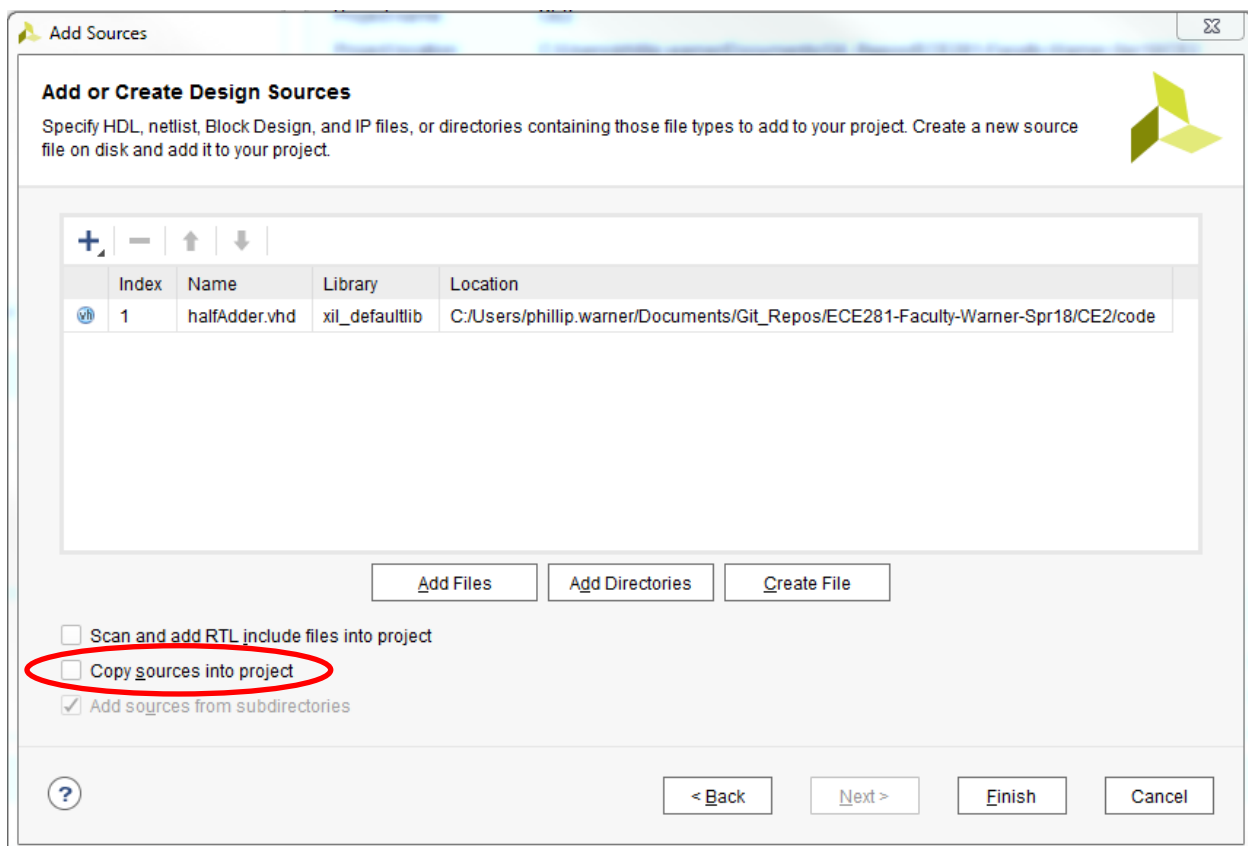 Add Sources
Add or Create Design Sources
Specify HDL, netlist, Block Design, and IP files, or directories containing those file types to add to your project. Create a new source
file on disk and add it to your project.
Index Name Library Location
vh 1 halfAdder.vhd xil_defaultlib C:/Users/phillip.warner/Documents/Git_Repos/ECE281-Faculty-Warner-Spr18/CE2/code
Add Files Add Directories Create File
Scan and add RTL include files into project
Copy sources into project
Add sources from subdirectories
? < Back Next > Finish Cancel